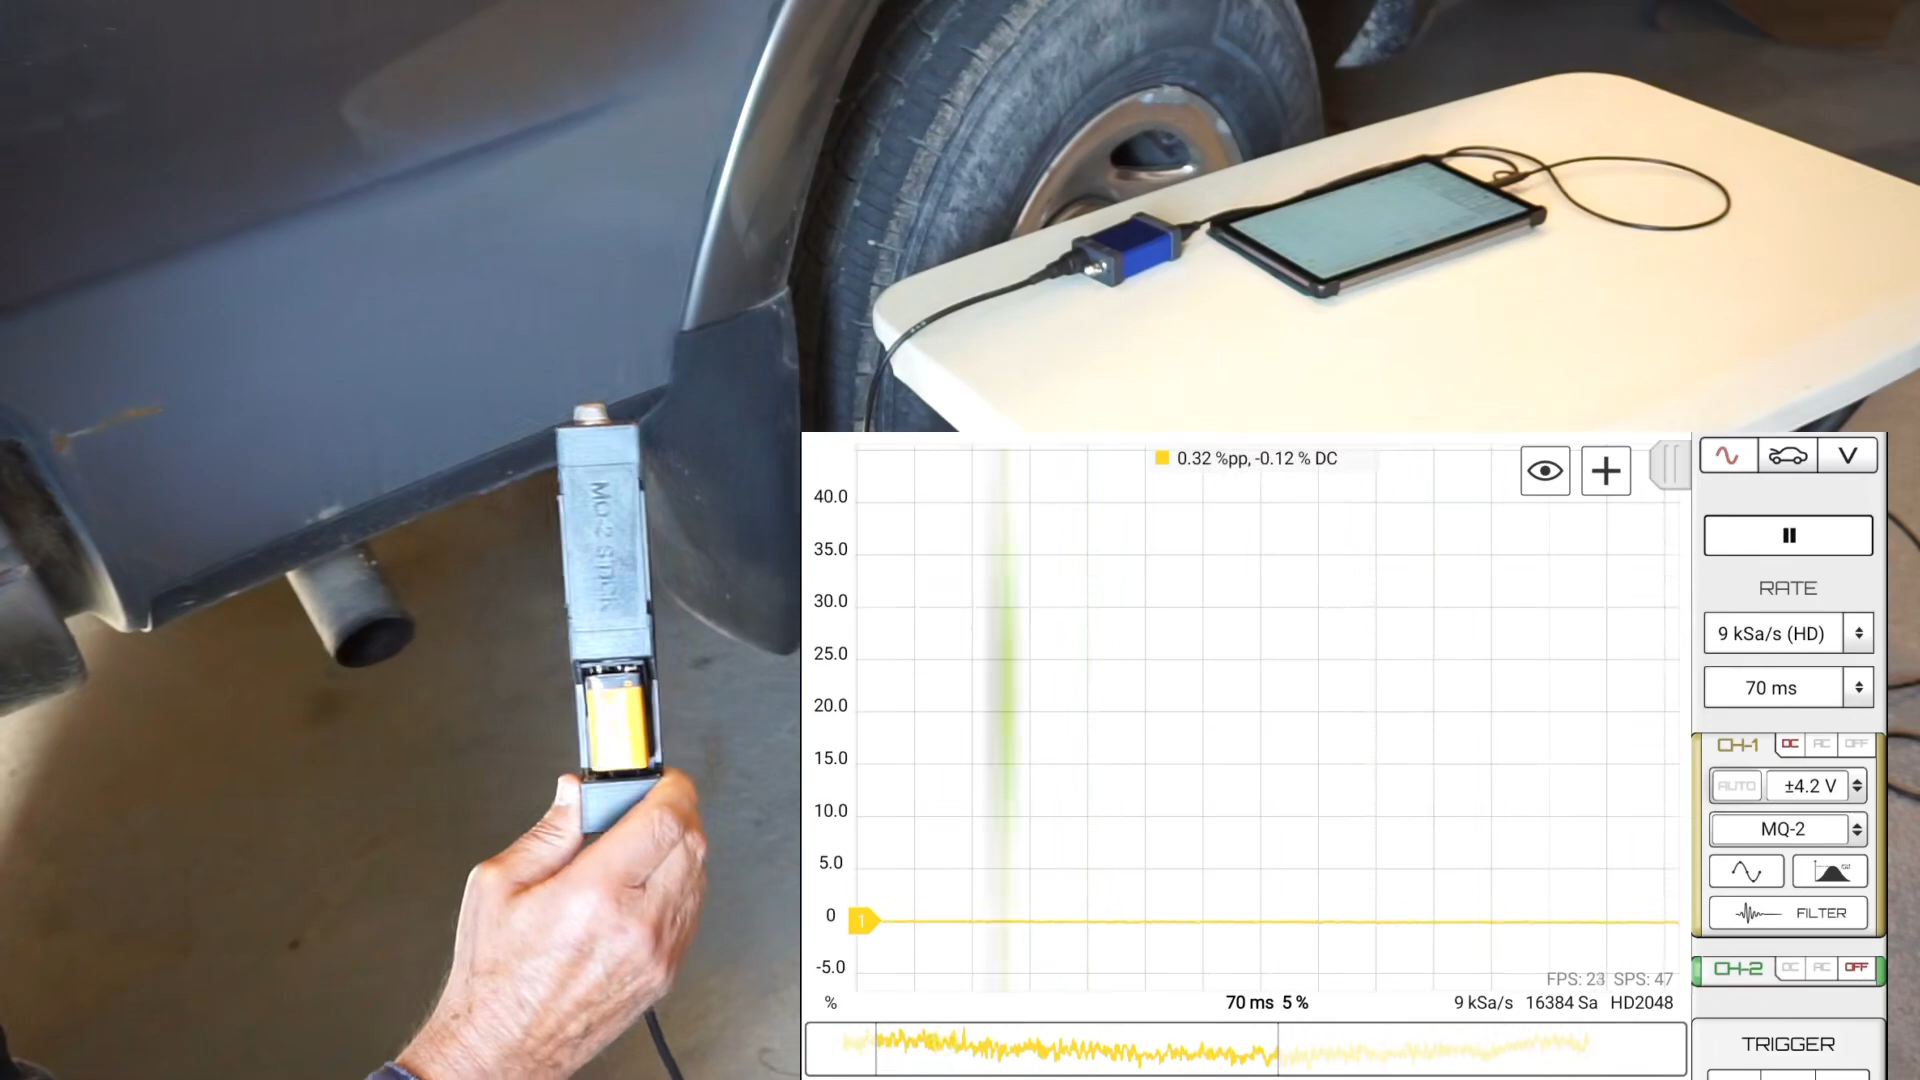 MQ-2 Sniffer
0.32 %pp, -0.12 % DC
40.0
35.0
30.0
25.0
20.0
15.0
10.0
5.0
0
1
-5.0
FPS: 23 SPS: 47
%
70 ms 5 %
9 kSa/s 16384 Sa HD2048
V
RATE
9 kSa/s (HD)
70 ms
CH-1 DC AC OFF
AUTO ±4.2 V
MQ-2
FILTER
CH-2 DC AC OFF
TRIGGER